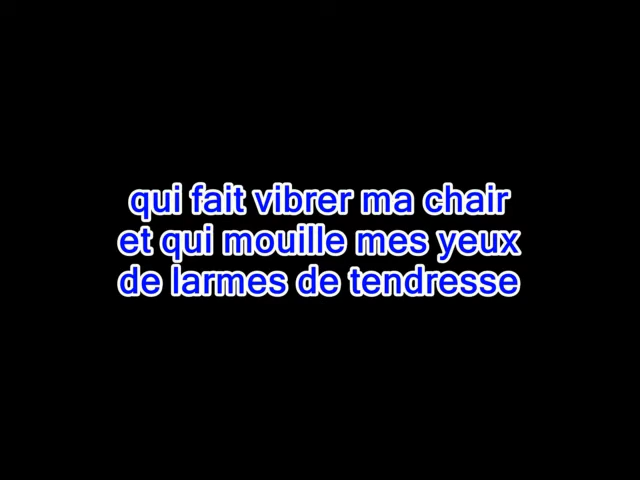 qui fait vibrer ma chair
et qui mouille mes yeux
de larmes de tendresse